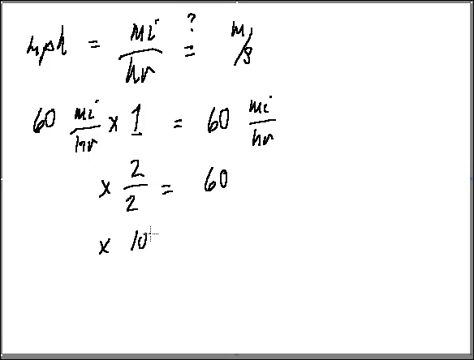 mph = mi/hr ?= m/s
60 mi/hr × 1 = 60 mi/hr
× 2/2 = 60
× 10